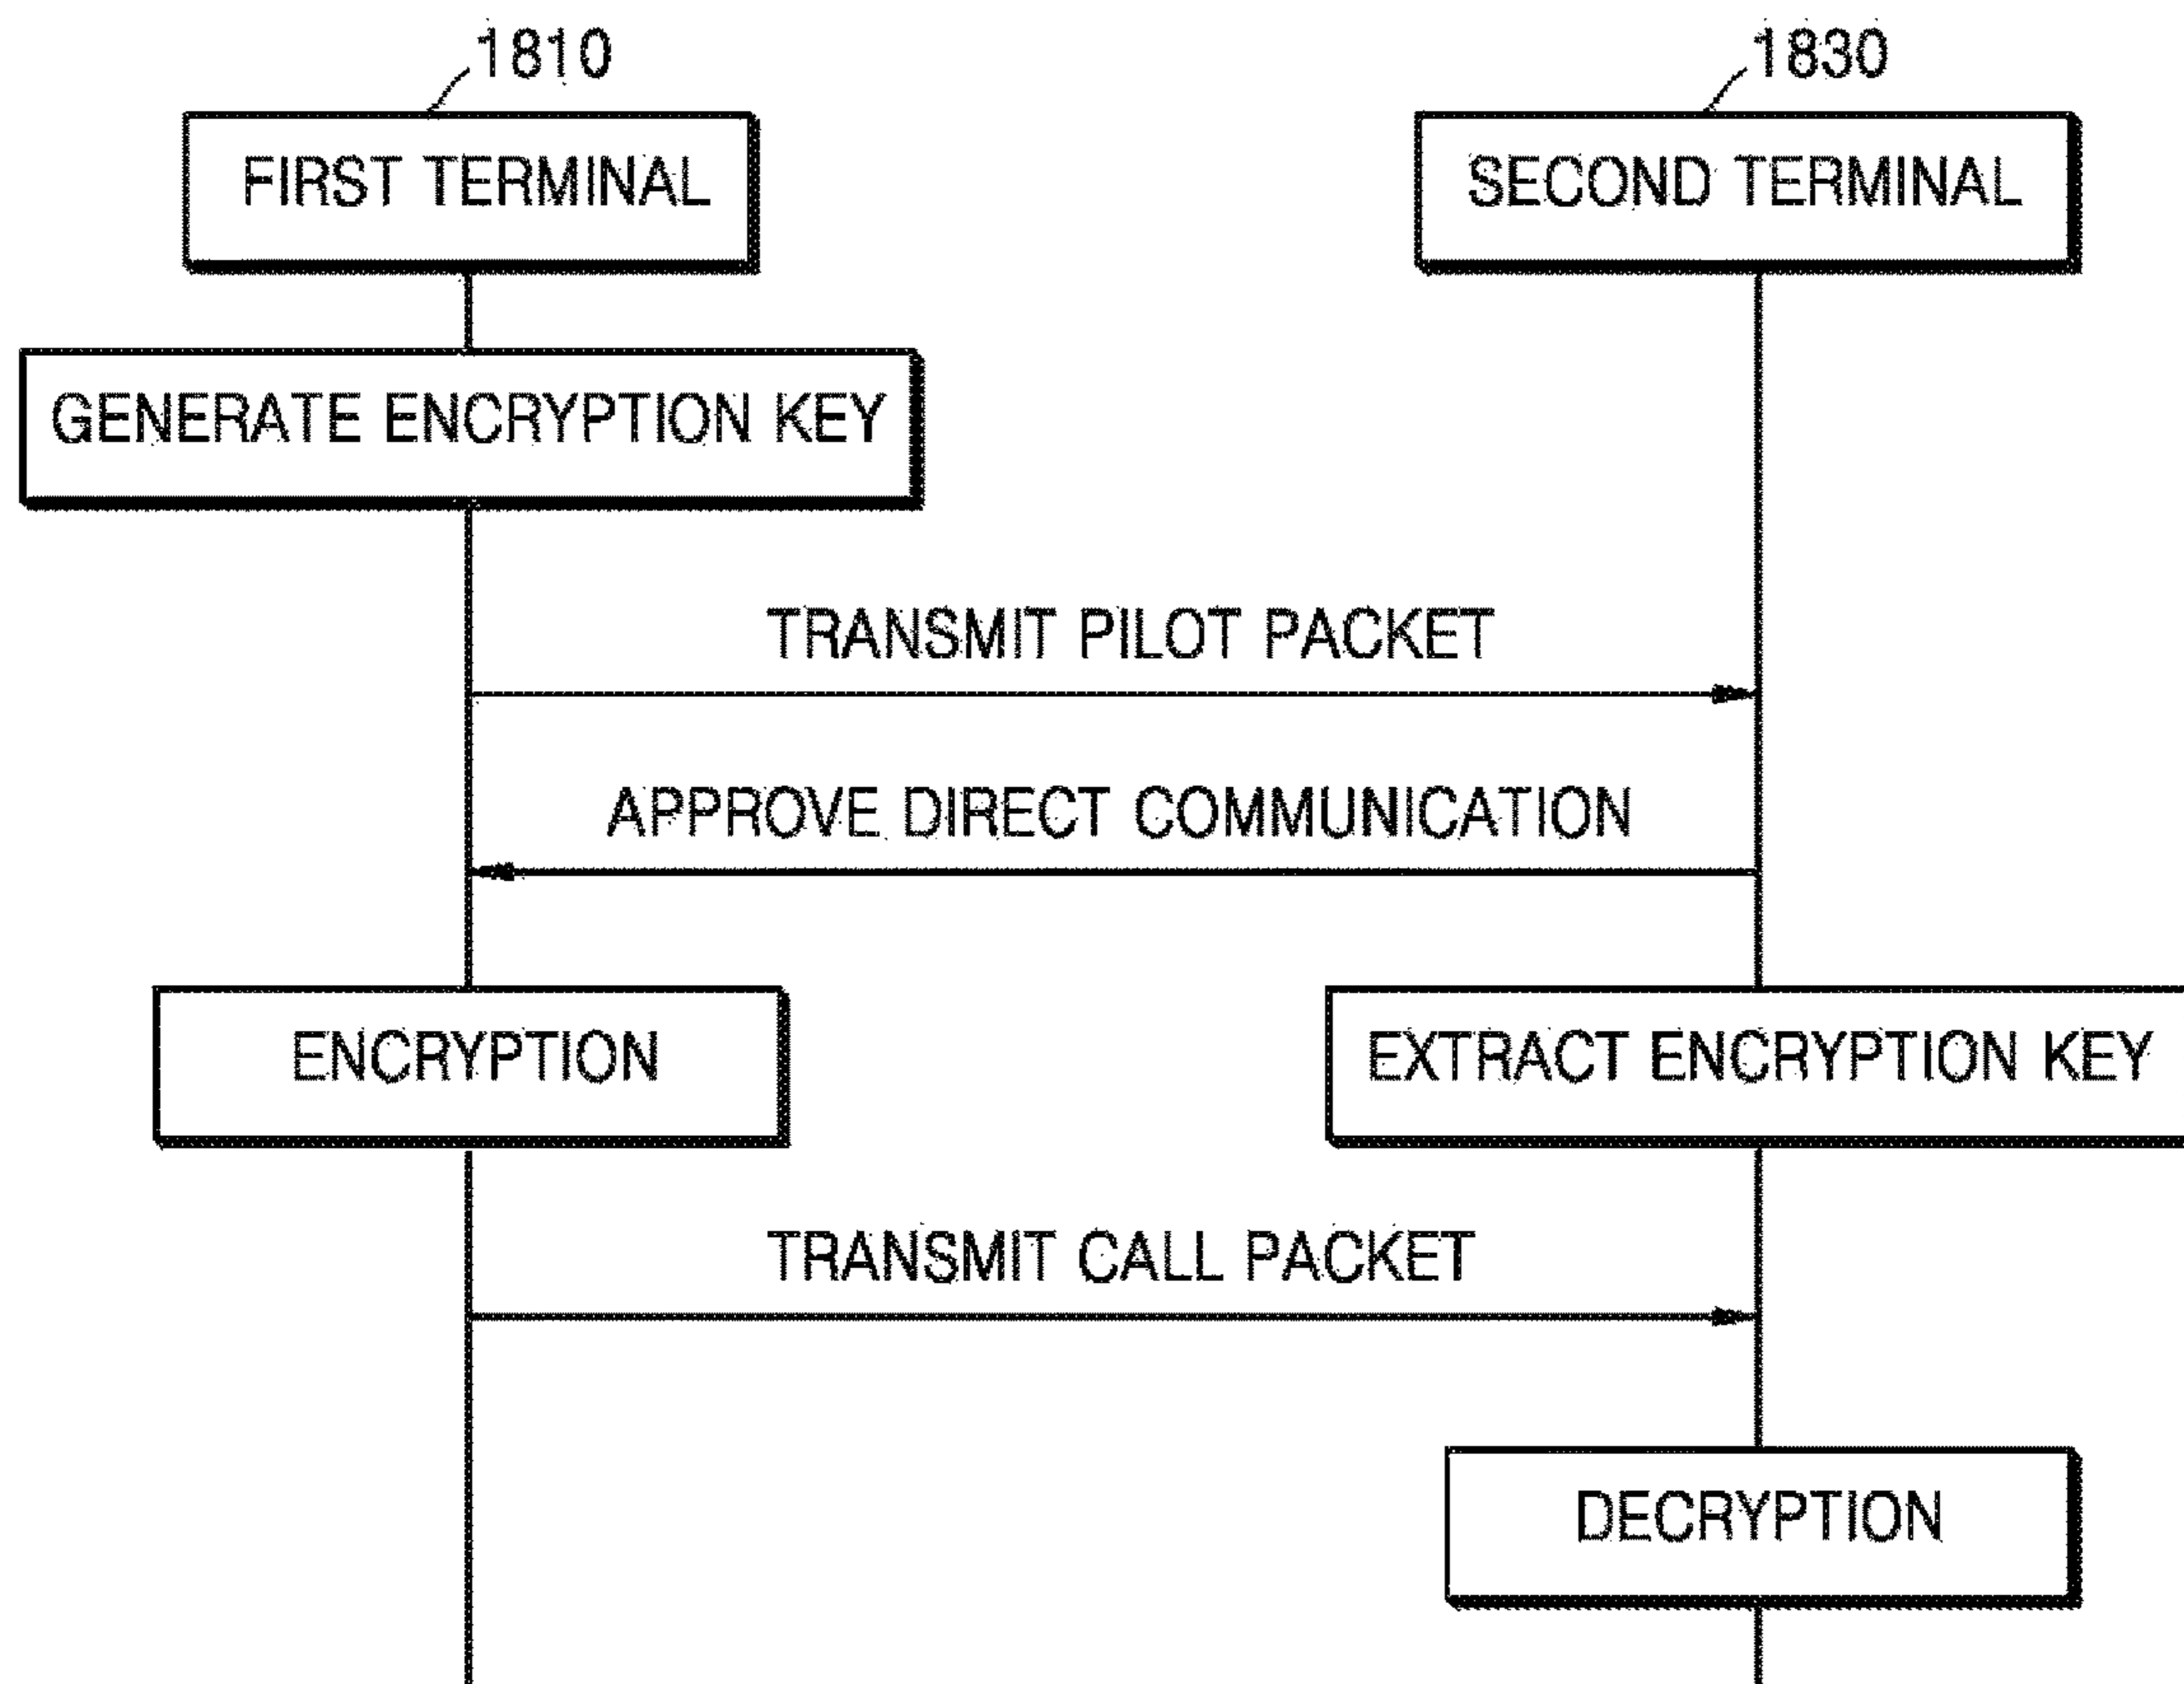 1810
1830
FIRST TERMINAL
SECOND TERMINAL
GENERATE ENCRYPTION KEY
TRANSMIT PILOT PACKET
APPROVE DIRECT COMMUNICATION
ENCRYPTION
EXTRACT ENCRYPTION KEY
TRANSMIT CALL PACKET
DECRYPTION